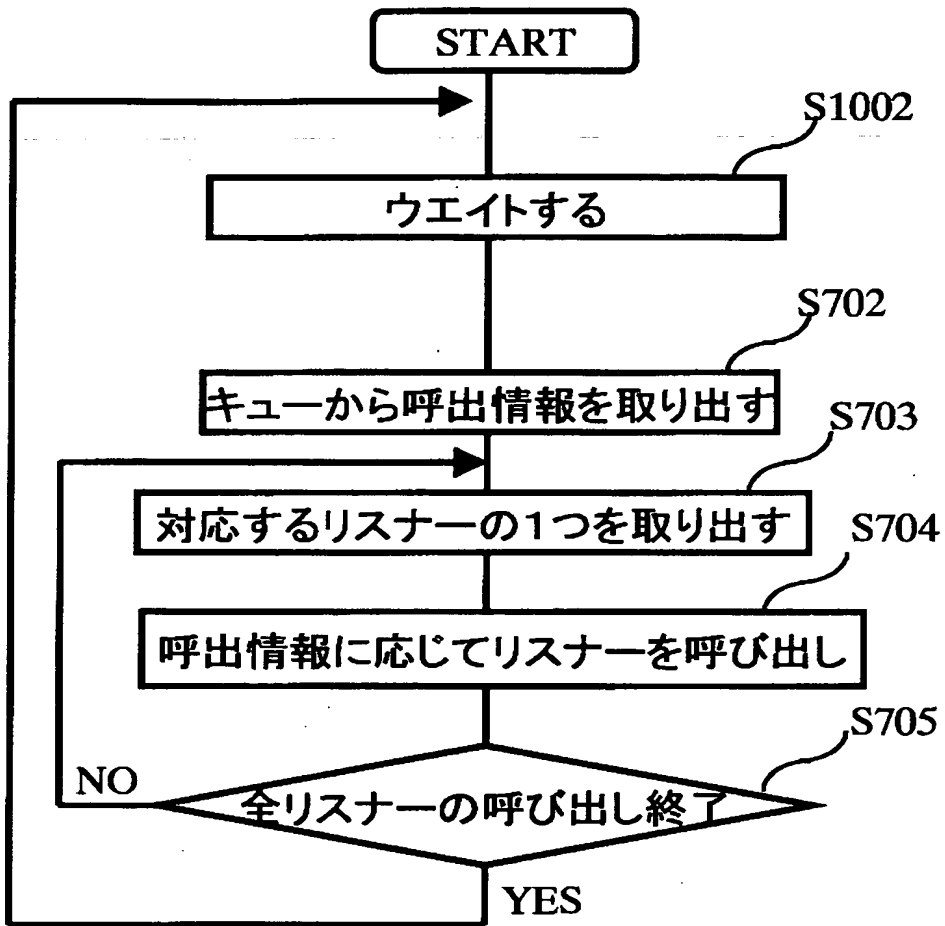 START
S1002
ウエイトする
S702
キューから呼出情報を取り出す
S703
対応するリスナーの1つを取り出す
S704
呼出情報に応じてリスナーを呼び出し
S705
NO
全リスナーの呼び出し終了
YES